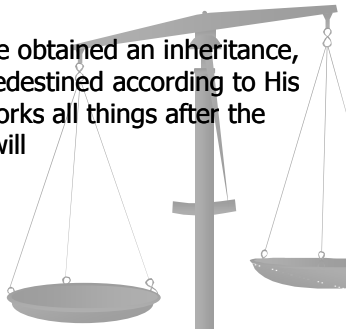 e obtained an inheritance,
edestined according to His
orks all things after the
will